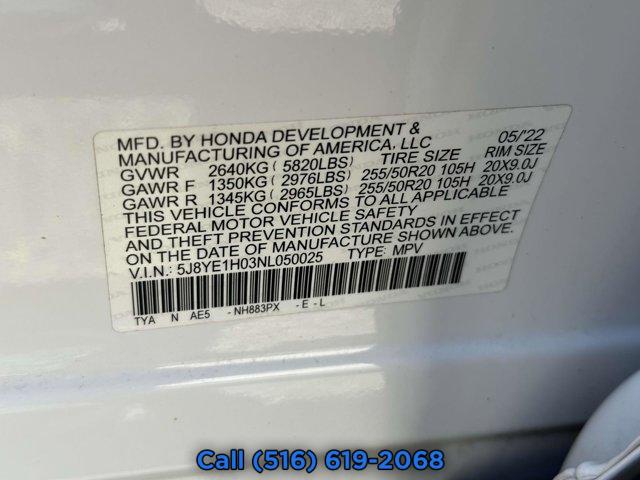 MFD. BY HONDA DEVELOPMENT & 05/'22
MANUFACTURING OF AMERICA, LLC TIRE SIZE RIM SIZE
GVWR 2640KG ( 5820LBS)
GAWR F 1350KG ( 2976LBS) 255/50R20 105H 20X9.0J
GAWR R 1345KG ( 2965LBS) 255/50R20 105H 20X9.0J
THIS VEHICLE CONFORMS TO ALL APPLICABLE
FEDERAL MOTOR VEHICLE SAFETY
AND THEFT PREVENTION STANDARDS IN EFFECT
ON THE DATE OF MANUFACTURE SHOWN ABOVE.
V.I.N.: 5J8YE1H03NL050025 TYPE: MPV
TYA N AE5 -NH883PX -E-L
Call (516) 619-2068